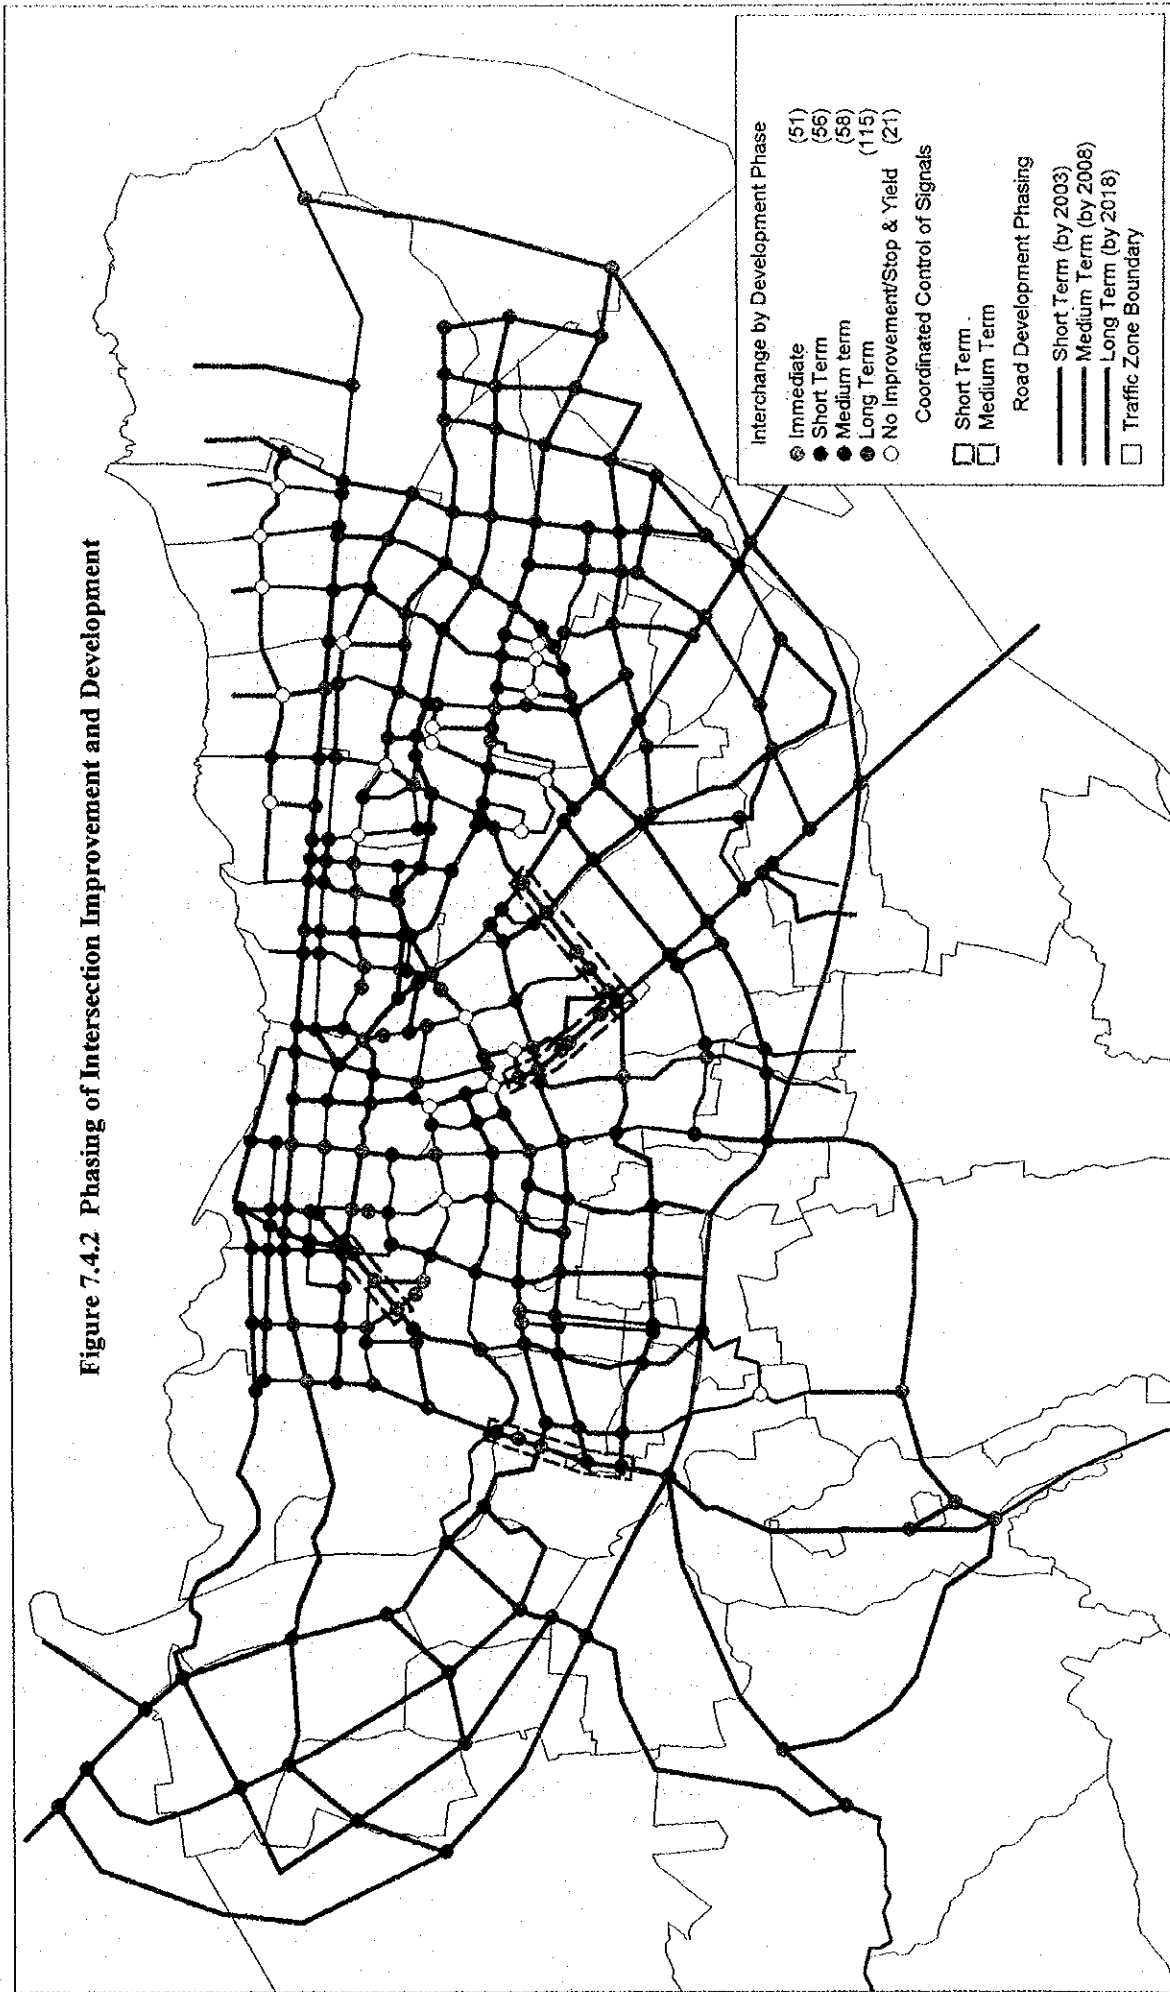 Figure 7.4.2 Phasing of Intersection Improvement and Development
Interchange by Development Phase
Immediate (51)
Short Term (56)
Medium term (58)
Long Term (115)
No Improvement/Stop & Yield (21)
Coordinated Control of Signals
Short Term
Medium Term
Road Development Phasing
Short Term (by 2003)
Medium Term (by 2008)
Long Term (by 2018)
Traffic Zone Boundary